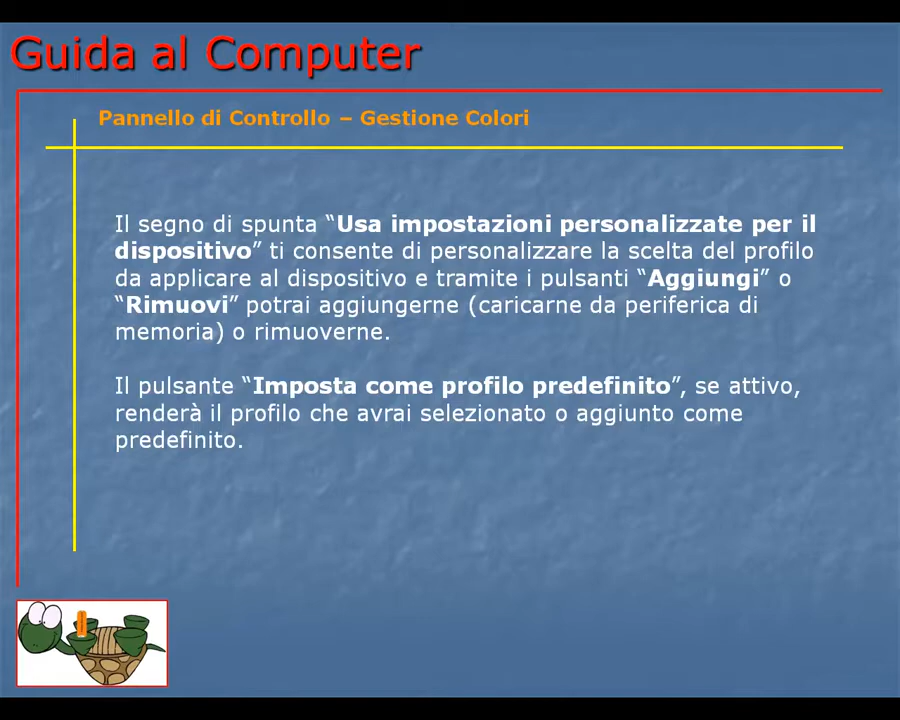 Guida al Computer
Pannello di Controllo – Gestione Colori
Il segno di spunta “Usa impostazioni personalizzate per il
dispositivo” ti consente di personalizzare la scelta del profilo
da applicare al dispositivo e tramite i pulsanti “Aggiungi” o
“Rimuovi” potrai aggiungerne (caricarne da periferica di
memoria) o rimuoverne.
Il pulsante “Imposta come profilo predefinito”, se attivo,
renderà il profilo che avrai selezionato o aggiunto come
predefinito.